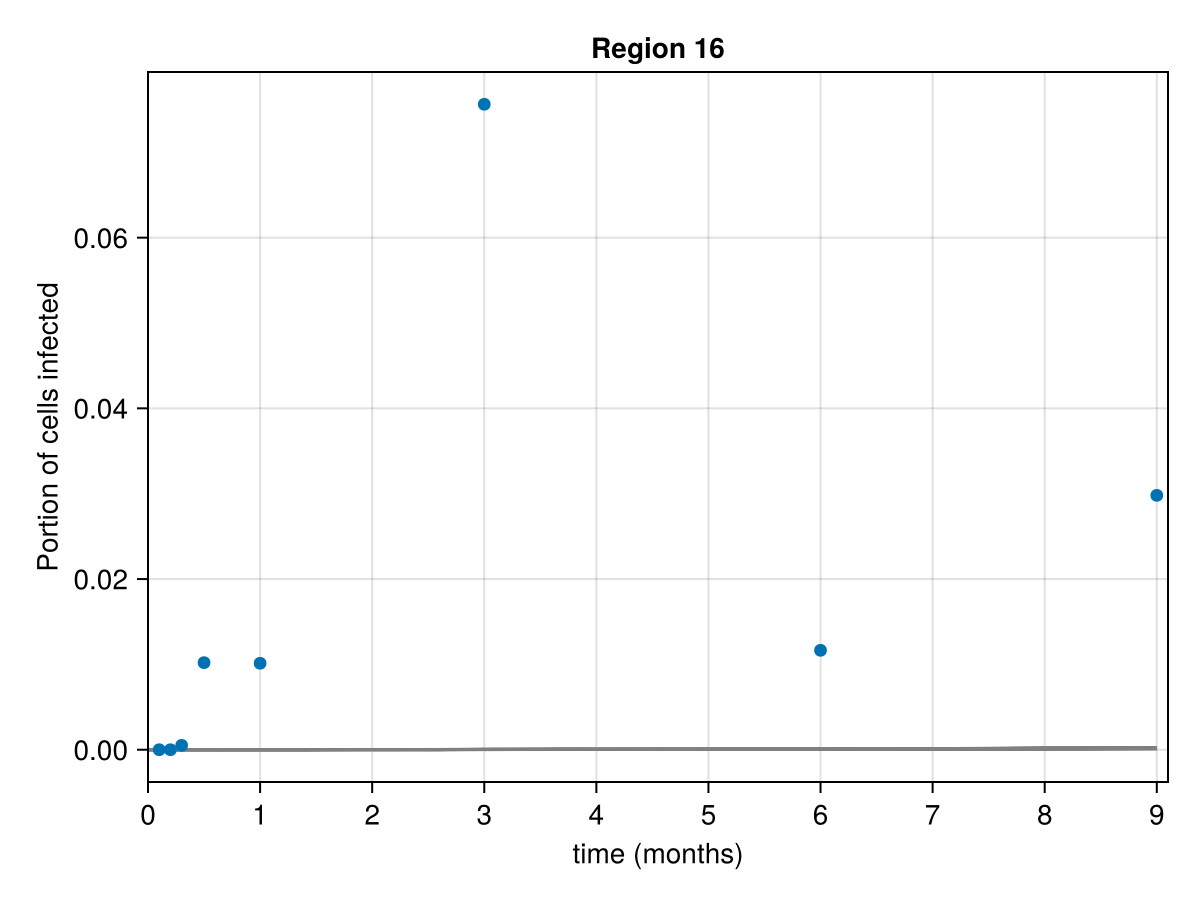 Region 16
Portion of cells infected
0.06
0.04
0.02
0.00
0 1 2 3 4 5 6 7 8 9
time (months)